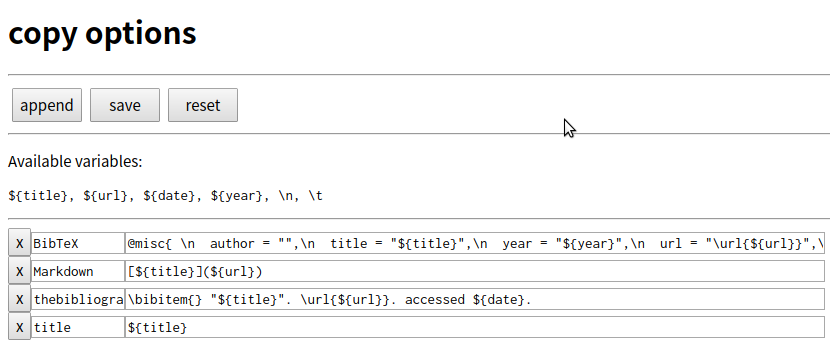 copy options
append save reset
Available variables:
${title}, ${url}, ${date}, ${year}, \n, \t
X BibTeX @misc{ \n  author = "",\n  title = "${title}",\n  year = "${year}",\n  url = "\url{${url}}",\
X Markdown [${title}](${url})
X thebibliogra \bibitem{} "${title}". \url{${url}}. accessed ${date}.
X title ${title}